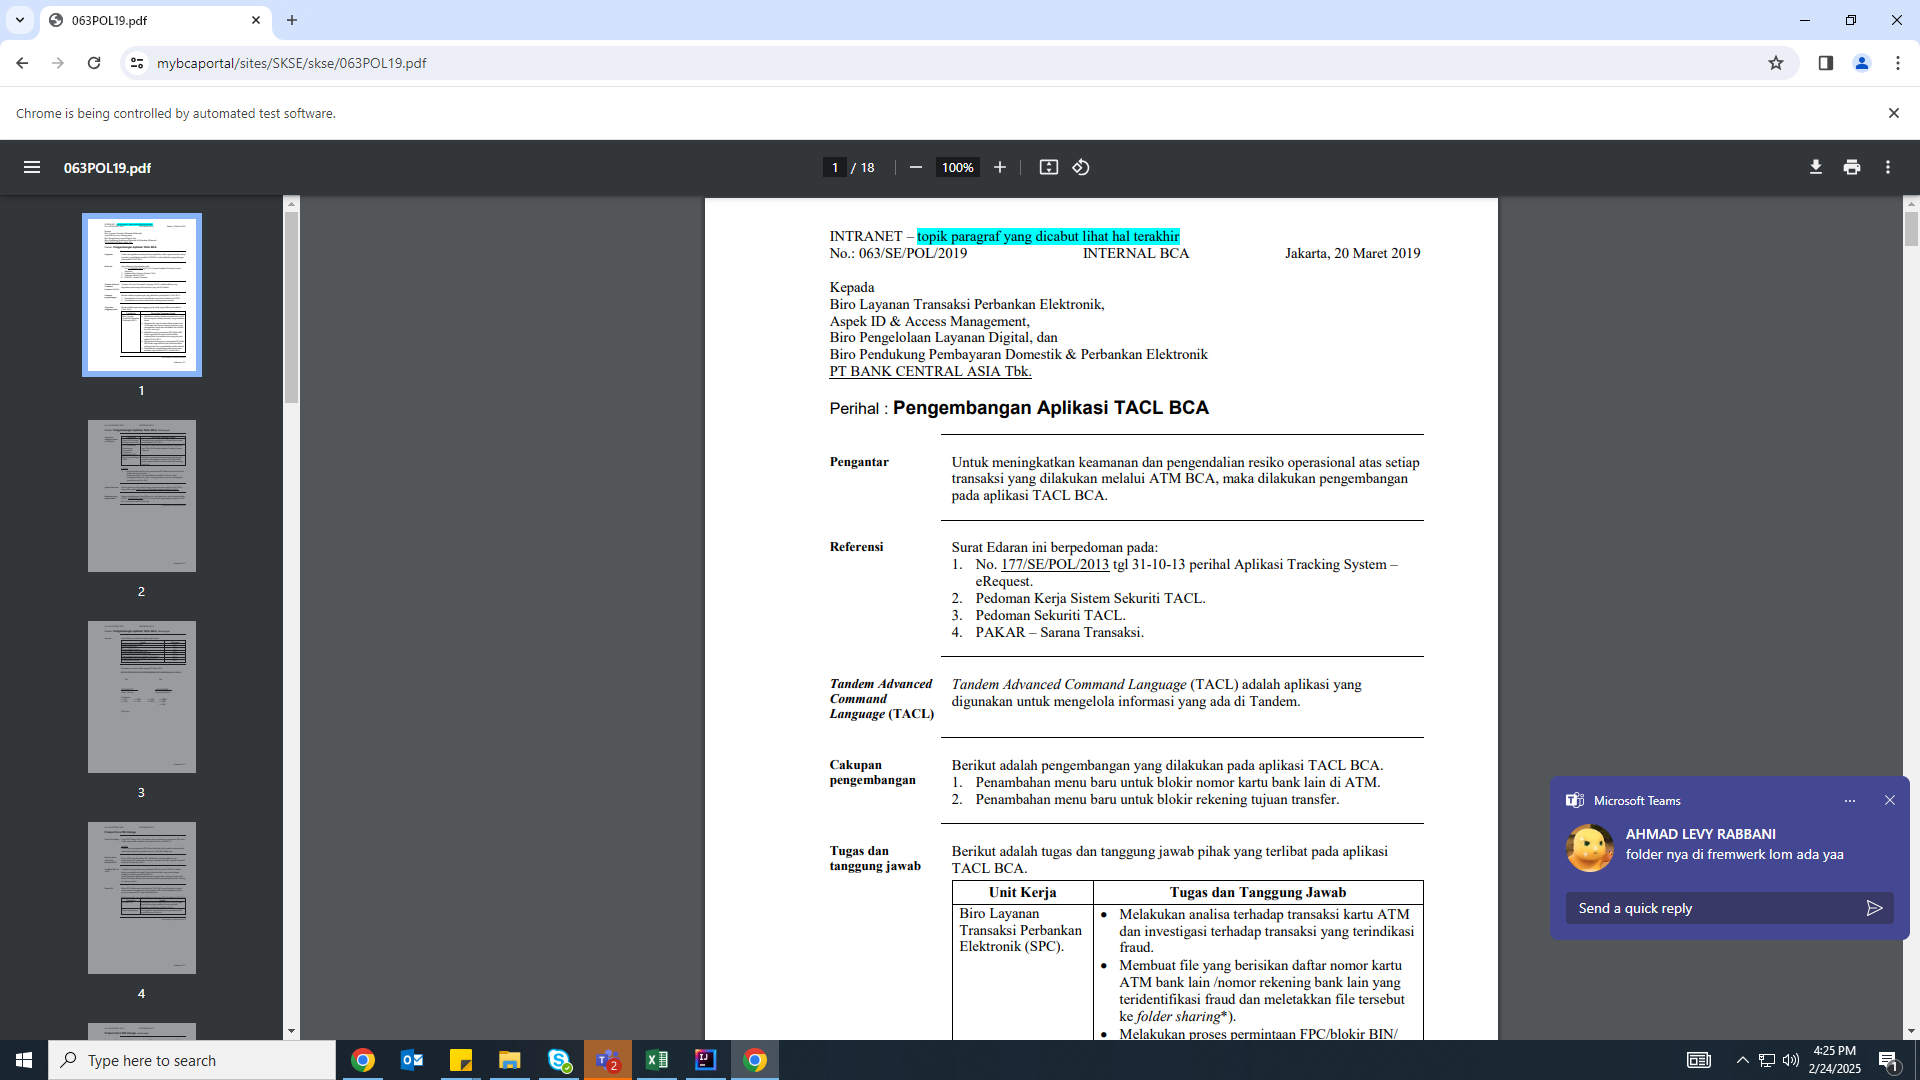 063POL19.pdf
mybcaportal/sites/SKSE/skse/063POL19.pdf
Chrome is being controlled by automated test software.
063POL19.pdf
1 / 18
100%
1
2
3
4
INTRANET – topik paragraf yang dicabut lihat hal terakhir
No.: 063/SE/POL/2019 INTERNAL BCA Jakarta, 20 Maret 2019
Kepada
Biro Layanan Transaksi Perbankan Elektronik,
Aspek ID & Access Management,
Biro Pengelolaan Layanan Digital, dan
Biro Pendukung Pembayaran Domestik & Perbankan Elektronik
PT BANK CENTRAL ASIA Tbk.
Perihal : Pengembangan Aplikasi TACL BCA
Pengantar
Untuk meningkatkan keamanan dan pengendalian resiko operasional atas setiap
transaksi yang dilakukan melalui ATM BCA, maka dilakukan pengembangan
pada aplikasi TACL BCA.
Referensi
Surat Edaran ini berpedoman pada:
1. No. 177/SE/POL/2013 tgl 31-10-13 perihal Aplikasi Tracking System –
eRequest.
2. Pedoman Kerja Sistem Sekuriti TACL.
3. Pedoman Sekuriti TACL.
4. PAKAR – Sarana Transaksi.
Tandem Advanced
Command
Language (TACL)
Tandem Advanced Command Language (TACL) adalah aplikasi yang
digunakan untuk mengelola informasi yang ada di Tandem.
Cakupan
pengembangan
Berikut adalah pengembangan yang dilakukan pada aplikasi TACL BCA.
1. Penambahan menu baru untuk blokir nomor kartu bank lain di ATM.
2. Penambahan menu baru untuk blokir rekening tujuan transfer.
Tugas dan
tanggung jawab
Berikut adalah tugas dan tanggung jawab pihak yang terlibat pada aplikasi
TACL BCA.
Unit Kerja
Tugas dan Tanggung Jawab
Biro Layanan
Transaksi Perbankan
Elektronik (SPC).
• Melakukan analisa terhadap transaksi kartu ATM
dan investigasi terhadap transaksi yang terindikasi
fraud.
• Membuat file yang berisikan daftar nomor kartu
ATM bank lain /nomor rekening bank lain yang
teridentifikasi fraud dan meletakkan file tersebut
ke folder sharing*).
• Melakukan proses permintaan FPC/blokir BIN/
Microsoft Teams
AHMAD LEVY RABBANI
folder nya di fremwerk lom ada yaa
Send a quick reply
Type here to search
2
4:25 PM
2/24/2025
1